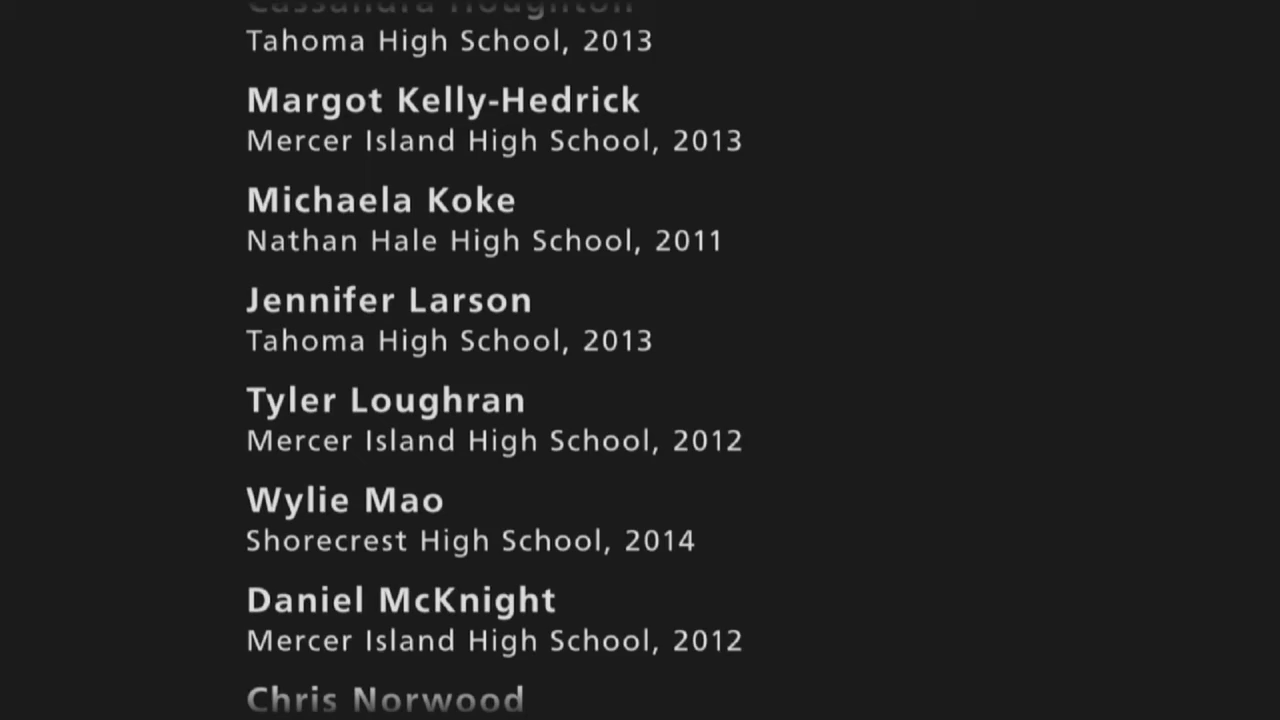 Cassandra Houghton
Tahoma High School, 2013
Margot Kelly-Hedrick
Mercer Island High School, 2013
Michaela Koke
Nathan Hale High School, 2011
Jennifer Larson
Tahoma High School, 2013
Tyler Loughran
Mercer Island High School, 2012
Wylie Mao
Shorecrest High School, 2014
Daniel McKnight
Mercer Island High School, 2012
Chris Norwood